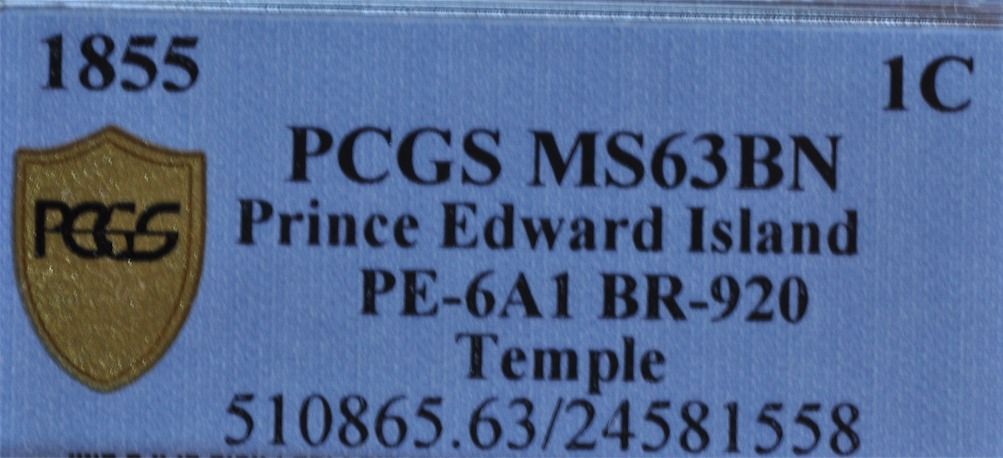 1855 1C
PCGS MS63BN
PCGS
Prince Edward Island
PE-6A1 BR-920
Temple
510865.63/24581558